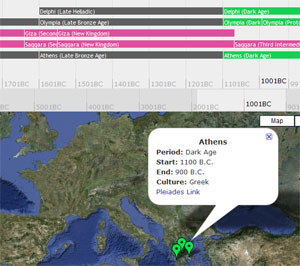 Delphi (Late Helladic) Delphi (Dark Age)
Olympia (Late Bronze Age) Olympia (Dark Olympia (Prot
Giza (Second Giza (New Kingdom)
Saqqara (Se Saqqara (New Kingdom) Saqqara (Third Intermed
Athens (Late Bronze Age) Athens (Dark Age)
1701BC 1601BC 1501BC 1401BC 1301BC 1201BC 1101BC 1001BC
1001BC
Map
Athens
Period: Dark Age
Start: 1100 B.C.
End: 900 B.C.
Culture: Greek
Pleiades Link